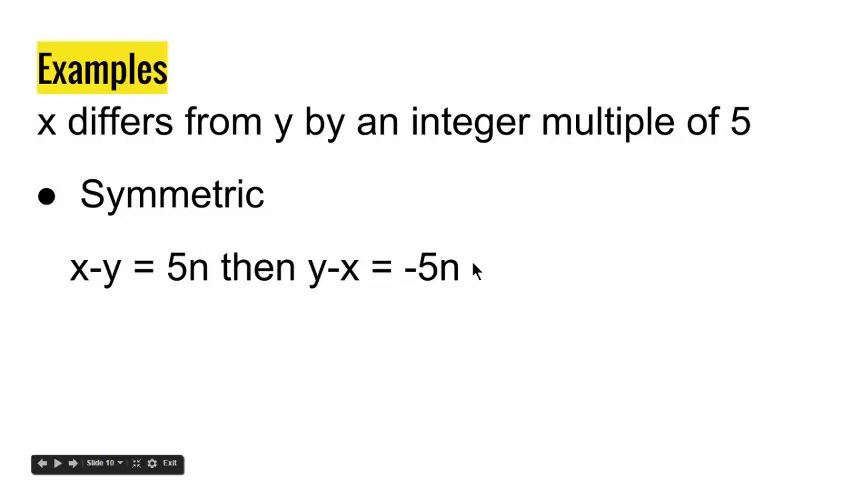 Examples
x differs from y by an integer multiple of 5
● Symmetric
x-y = 5n then y-x = -5n
Slide 10 Exit